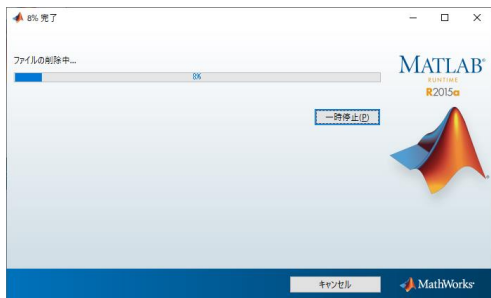 8% 完了
ファイルの削除中...
8%
一時停止(P)
MATLAB®
RUNTIME
R2015a
キャンセル
MathWorks®